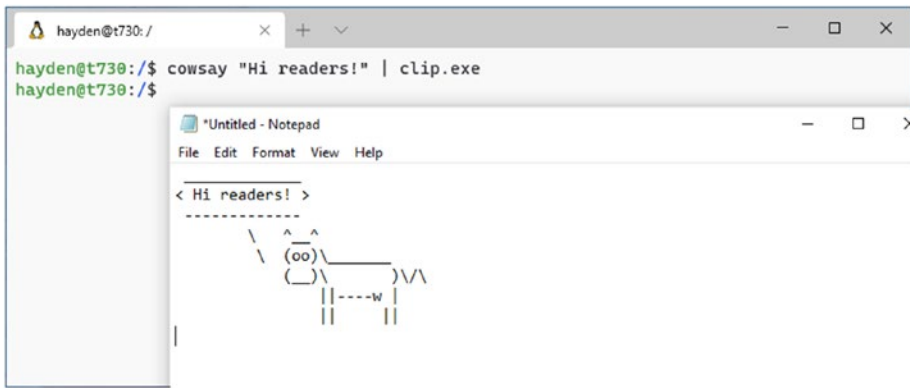 hayden@t730: /
hayden@t730:/$ cowsay "Hi readers!" | clip.exe
hayden@t730:/$
*Untitled - Notepad
File Edit Format View Help
 _____________
< Hi readers! >
 -------------
        \   ^__^
         \  (oo)\_______
            (__)\       )\/\
                ||----w |
                ||     ||